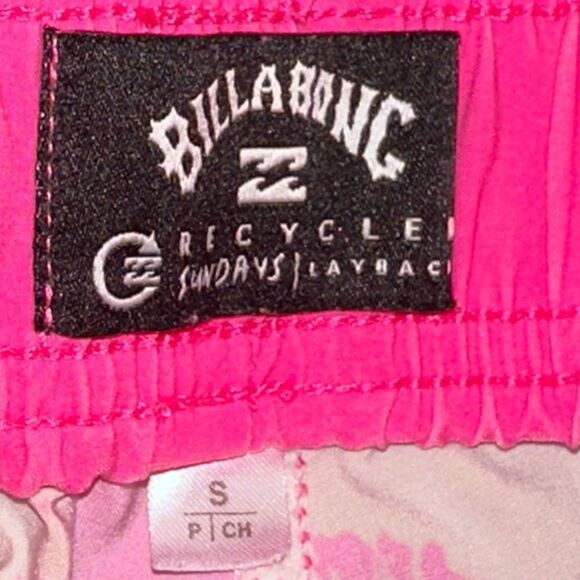 BILLABONG
RECYCLE
SUNDAYS | LAYBAC
S
P | CH